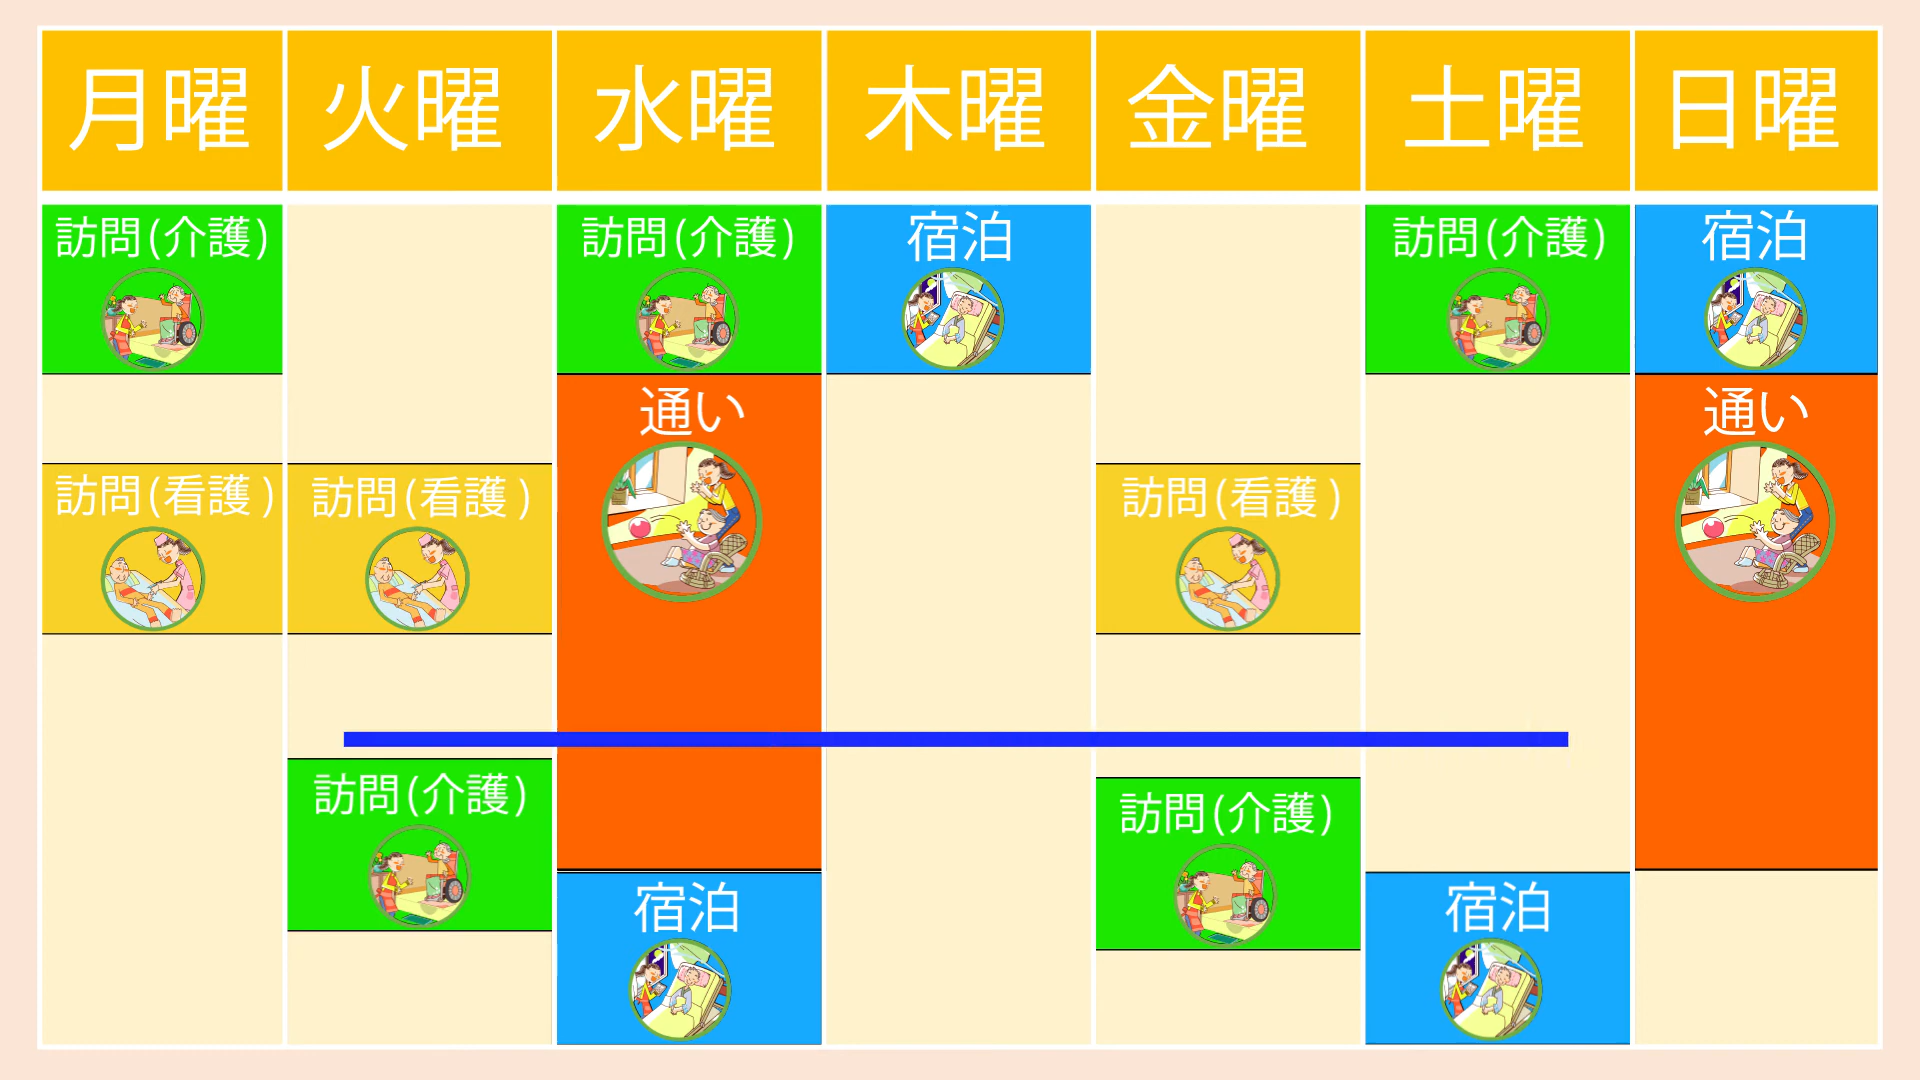 月曜 火曜 水曜 木曜 金曜 土曜 日曜
訪問(介護) 訪問(介護) 宿泊 訪問(介護) 宿泊
通い 通い
訪問(看護) 訪問(看護) 訪問(看護)
訪問(介護) 訪問(介護)
宿泊 宿泊